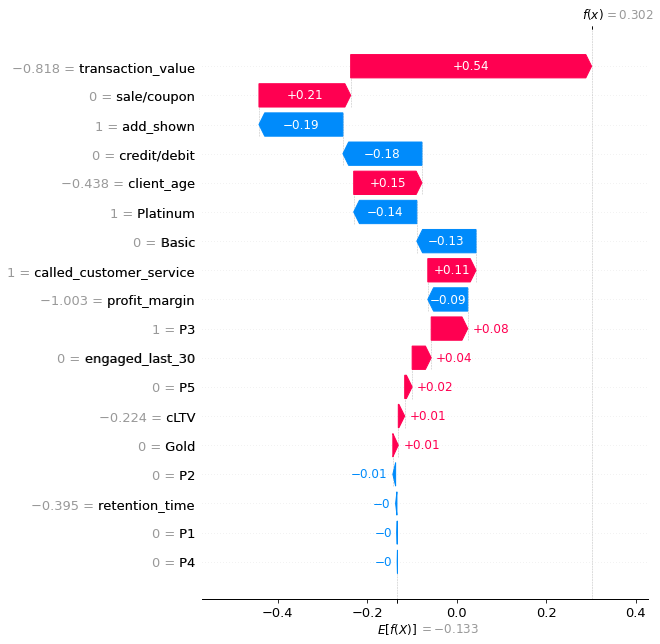 f(x) = 0.302
−0.818 = transaction_value +0.54
0 = sale/coupon +0.21
1 = add_shown −0.19
0 = credit/debit −0.18
−0.438 = client_age +0.15
1 = Platinum −0.14
0 = Basic −0.13
1 = called_customer_service +0.11
−1.003 = profit_margin −0.09
1 = P3 +0.08
0 = engaged_last_30 +0.04
0 = P5 +0.02
−0.224 = cLTV +0.01
0 = Gold +0.01
0 = P2 −0.01
−0.395 = retention_time −0
0 = P1 −0
0 = P4 −0
−0.4 −0.2 0.0 0.2 0.4
E[f(X)] = −0.133